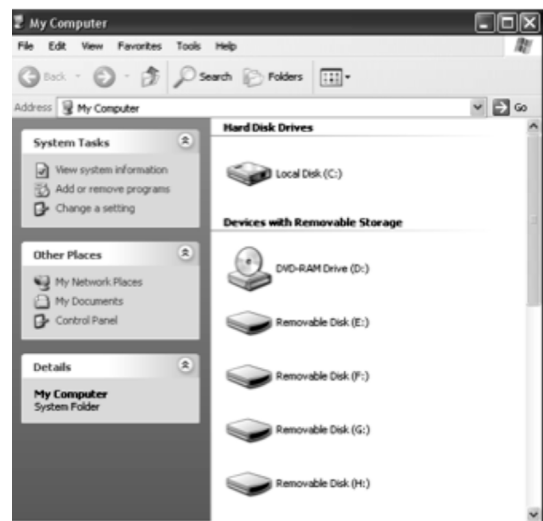 My Computer
File Edit View Favorites Tools Help
Back Search Folders
Address My Computer Go
System Tasks
View system information
Add or remove programs
Change a setting
Other Places
My Network Places
My Documents
Control Panel
Details
My Computer
System Folder
Hard Disk Drives
Local Disk (C:)
Devices with Removable Storage
DVD-RAM Drive (D:)
Removable Disk (E:)
Removable Disk (F:)
Removable Disk (G:)
Removable Disk (H:)